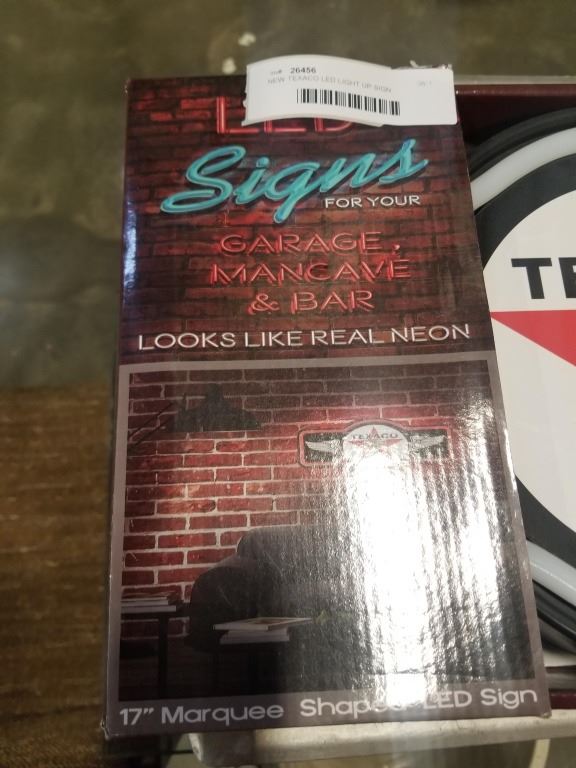 26456
NEW TEXACO LED LIGHT UP SIGN
LED
Signs
FOR YOUR
GARAGE,
MANCAVE
& BAR
LOOKS LIKE REAL NEON
TE
TEXACO
17" Marquee Shaped LED Sign